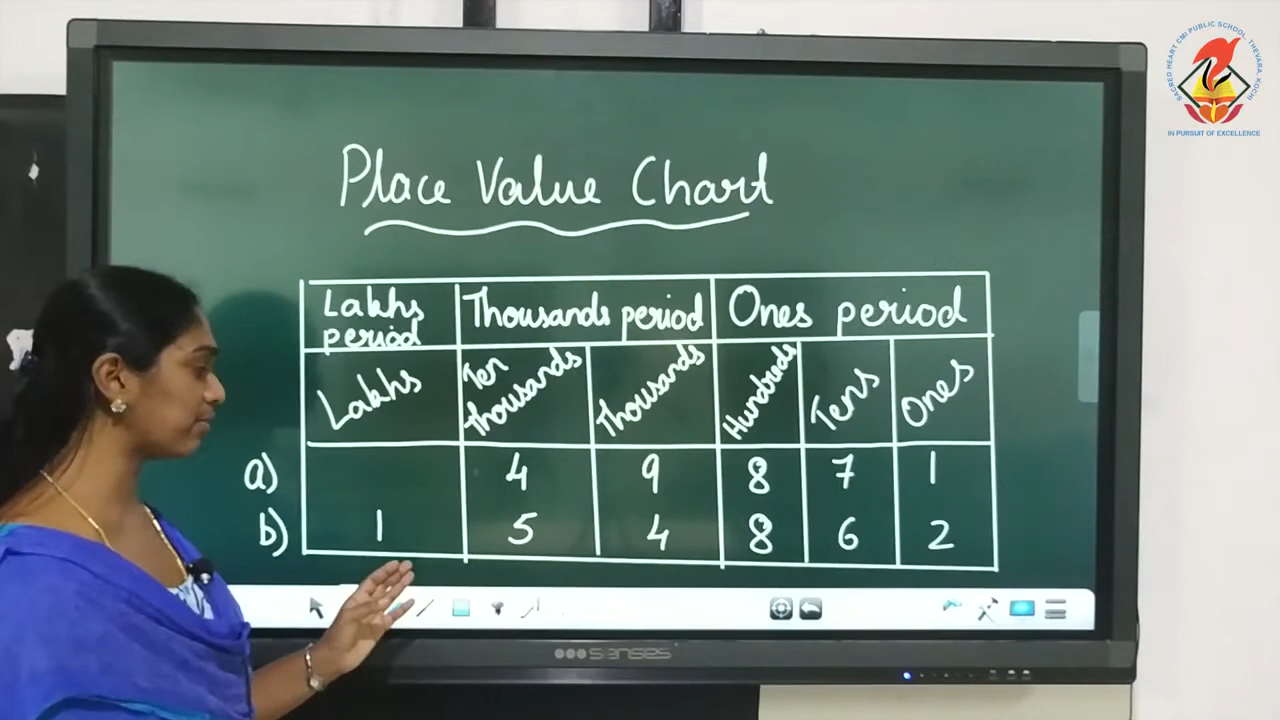 SACRED HEART CMI PUBLIC SCHOOL, THEVARA, KOCHI
IN PURSUIT OF EXCELLENCE
Place Value Chart
Lakhs period Thousands period Ones period
Lakhs Ten thousands Thousands Hundreds Tens Ones
a) 4 9 8 7 1
b) 1 5 4 8 6 2
senses